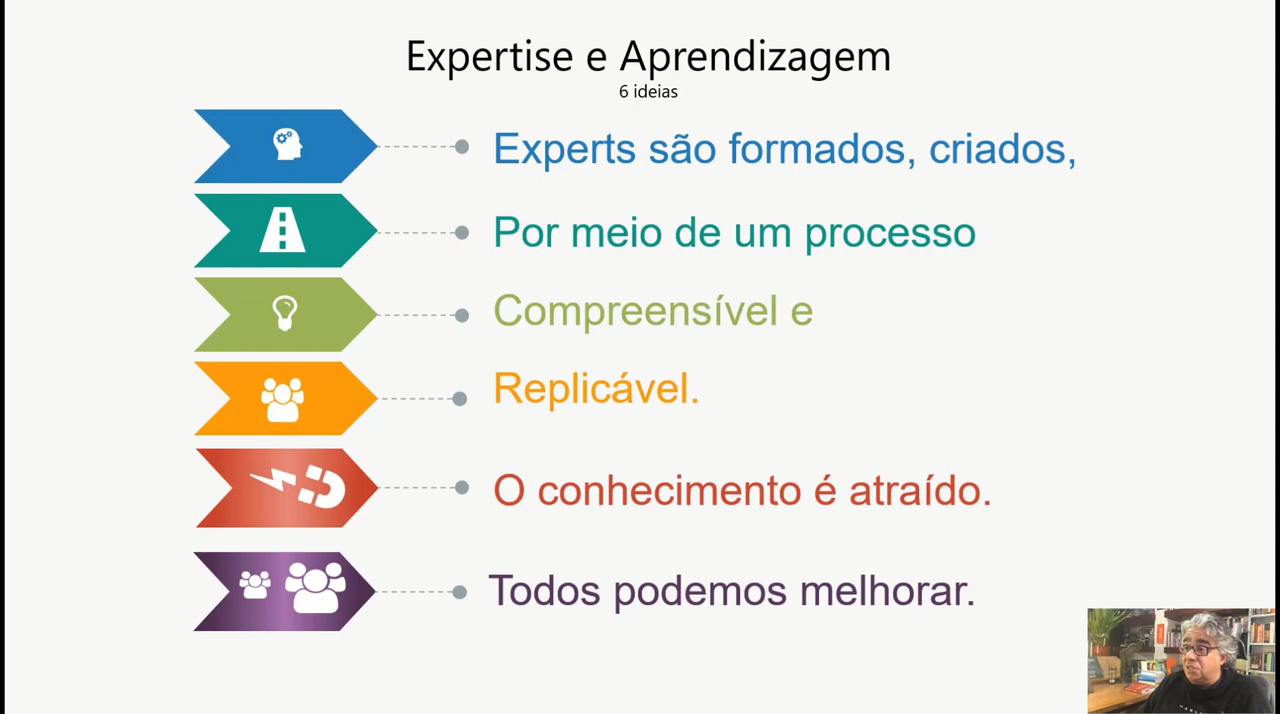 Expertise e Aprendizagem
6 ideias
Experts são formados, criados,
Por meio de um processo
Compreensível e
Replicável.
O conhecimento é atraído.
Todos podemos melhorar.